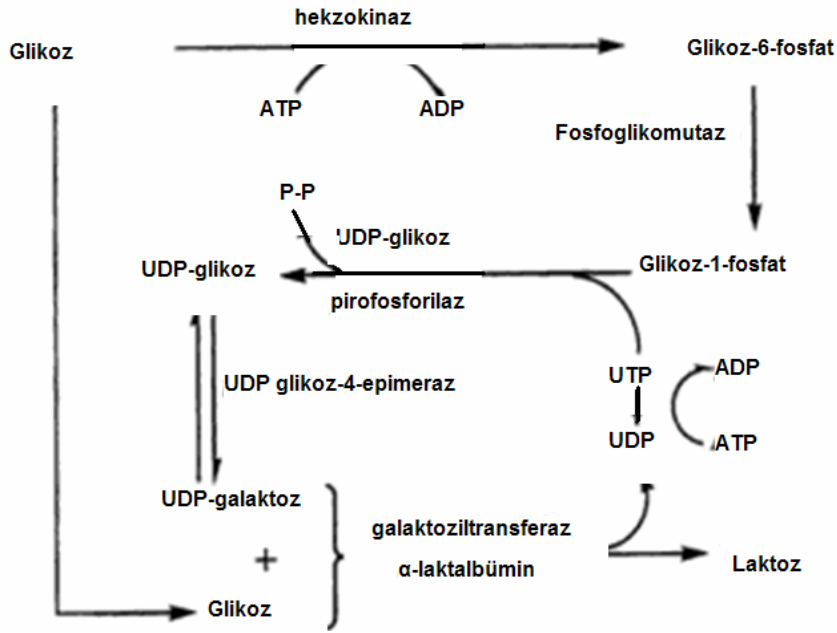 hekzokinaz
Glikoz
Glikoz-6-fosfat
ATP
ADP
Fosfoglikomutaz
P-P
UDP-glikoz
UDP-glikoz
Glikoz-1-fosfat
pirofosforilaz
UDP glikoz-4-epimeraz
UTP
ADP
UDP
ATP
UDP-galaktoz
galaktoziltransferaz
+
α-laktalbümin
Laktoz
Glikoz